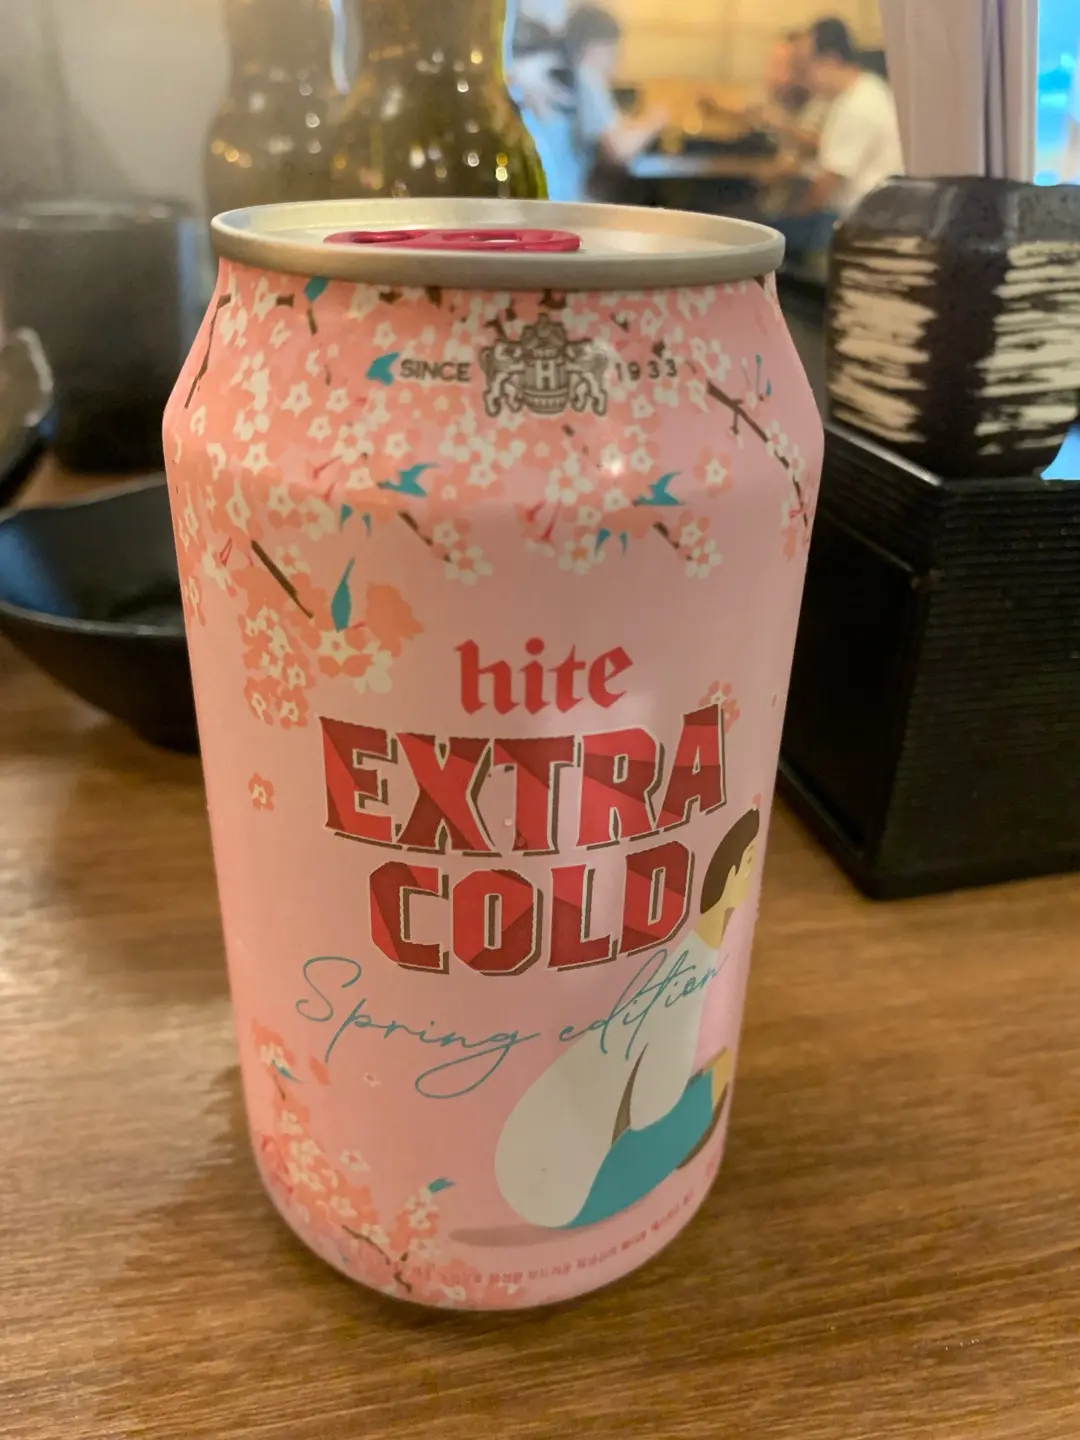 SINCE 1933
H
hite
EXTRA
COLD
Spring edition